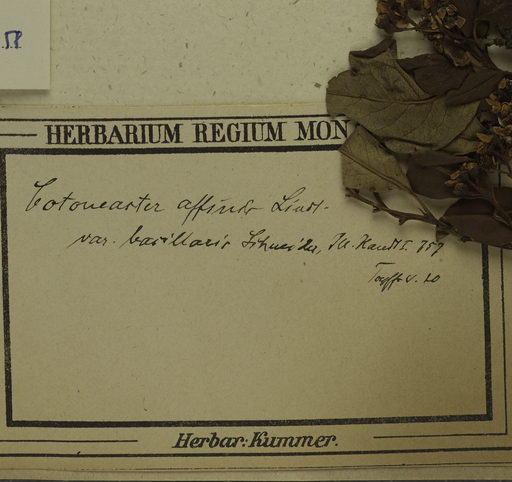 HERBARIUM REGIUM MON
Cotoneaster affinis Lindl.
var. bacillaris Schneider, Ill. Handb. I. 757
Herbar: Kummer.